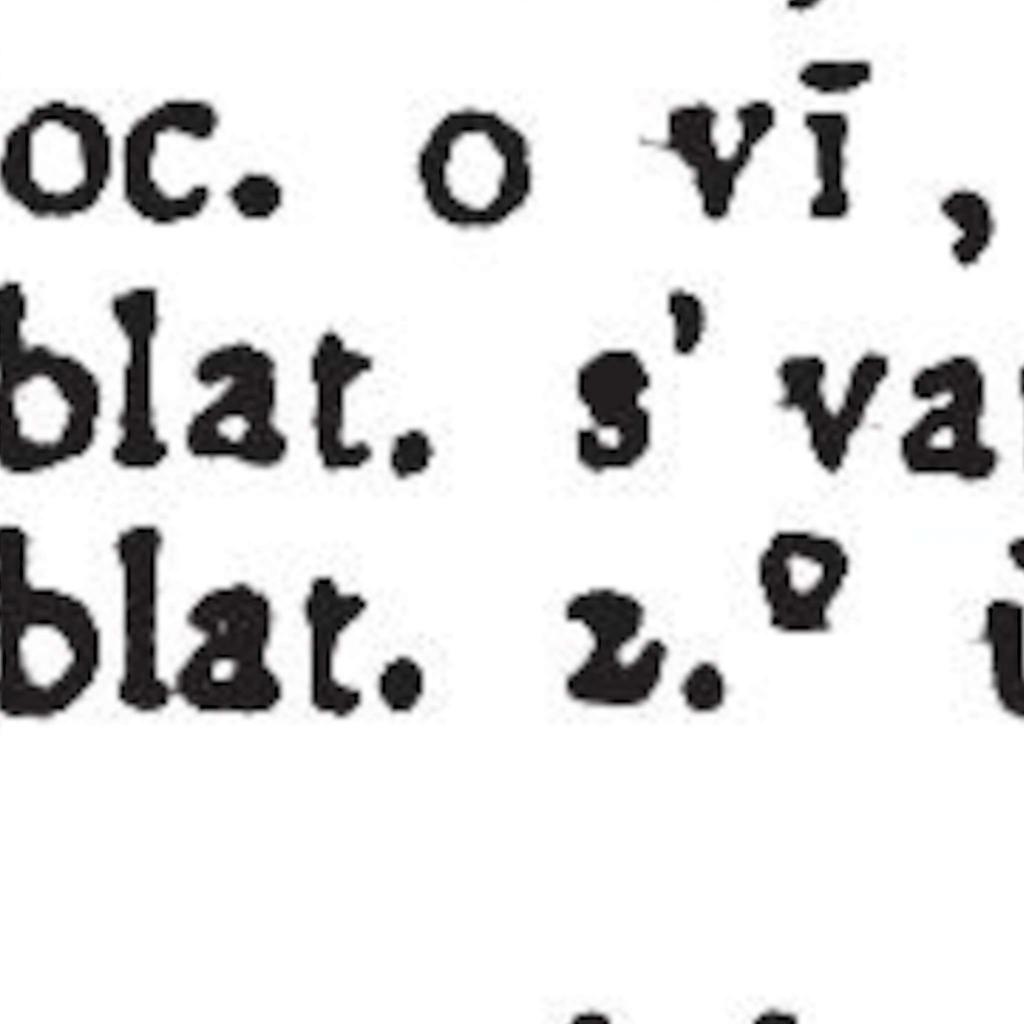 oc. o vī,
blat. s' va
blat. 2.º